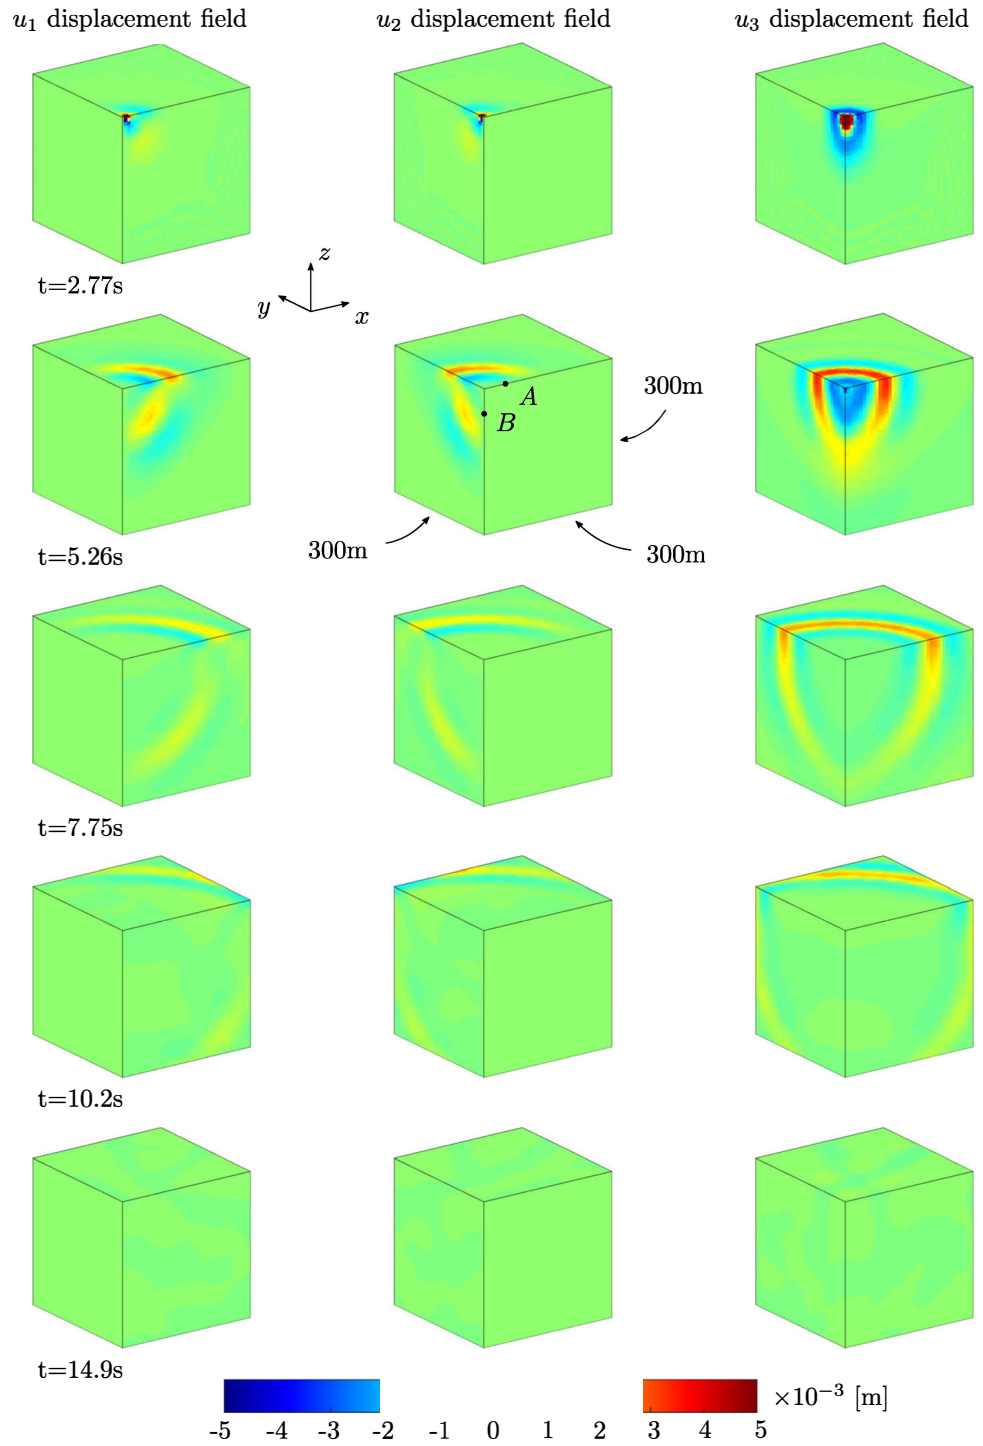 u1 displacement field u2 displacement field u3 displacement field
t=2.77s
z
y
x
300m
A
B
300m
300m
t=5.26s
t=7.75s
t=10.2s
t=14.9s
×10−3 [m]
-5 -4 -3 -2 -1 0 1 2 3 4 5